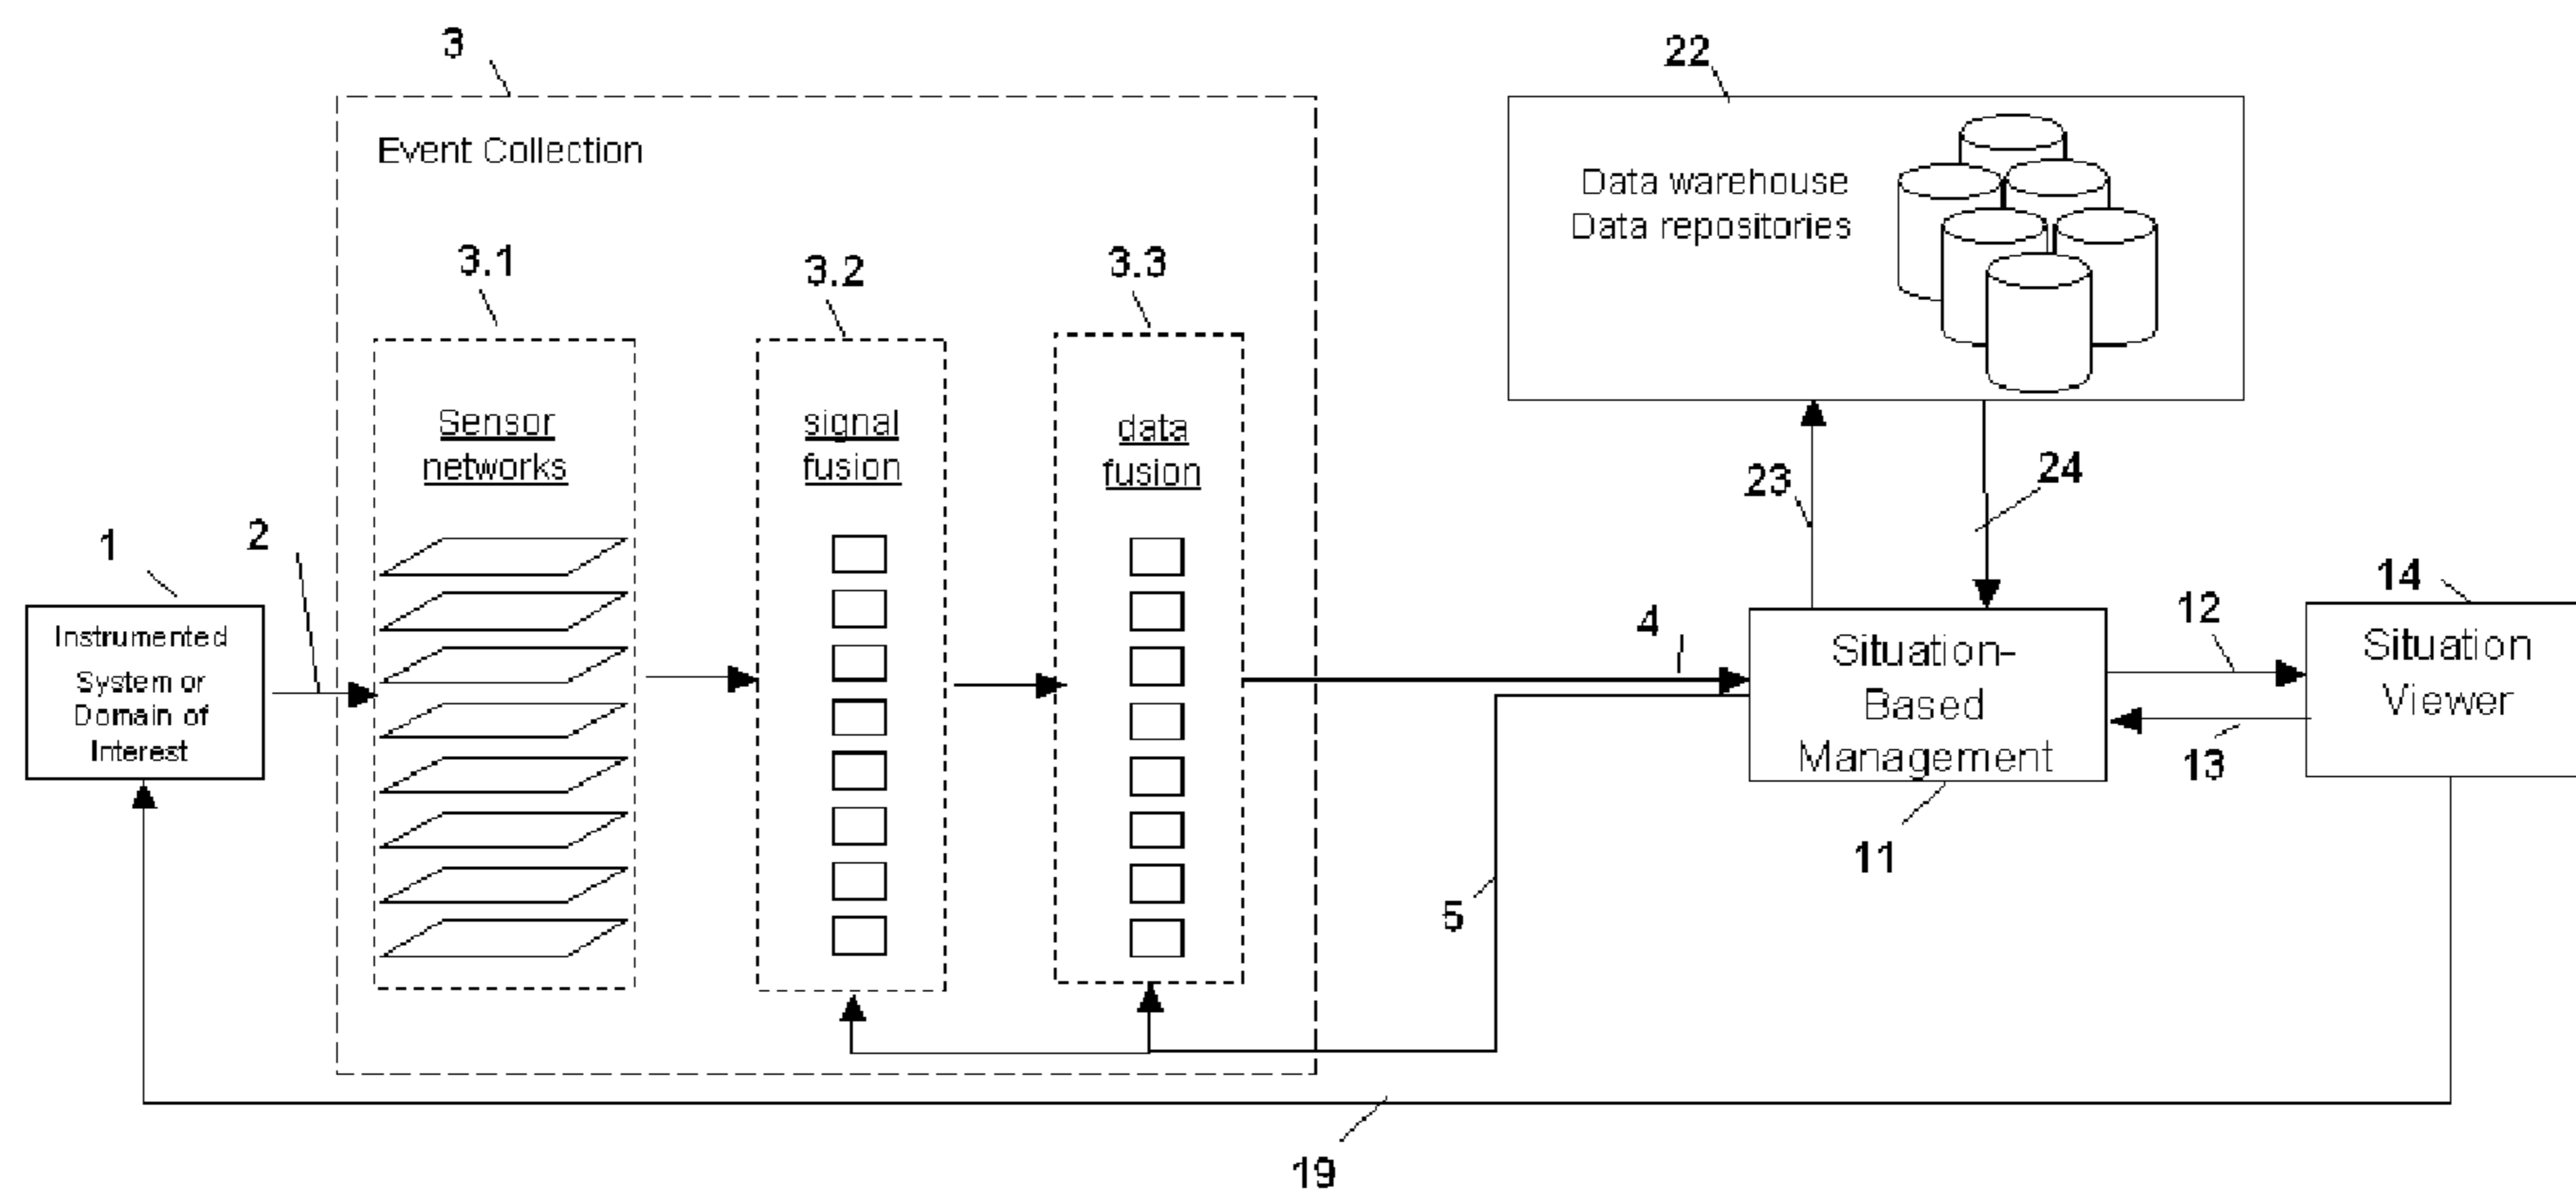 3
22
Event Collection
Data warehouse
Data repositories
3.1
3.2
3.3
Sensor
networks
signal
fusion
data
fusion
23
24
1
2
Instrumented
System or
Domain of
Interest
4
Situation-
Based
Management
12
14
Situation
Viewer
13
11
5
19